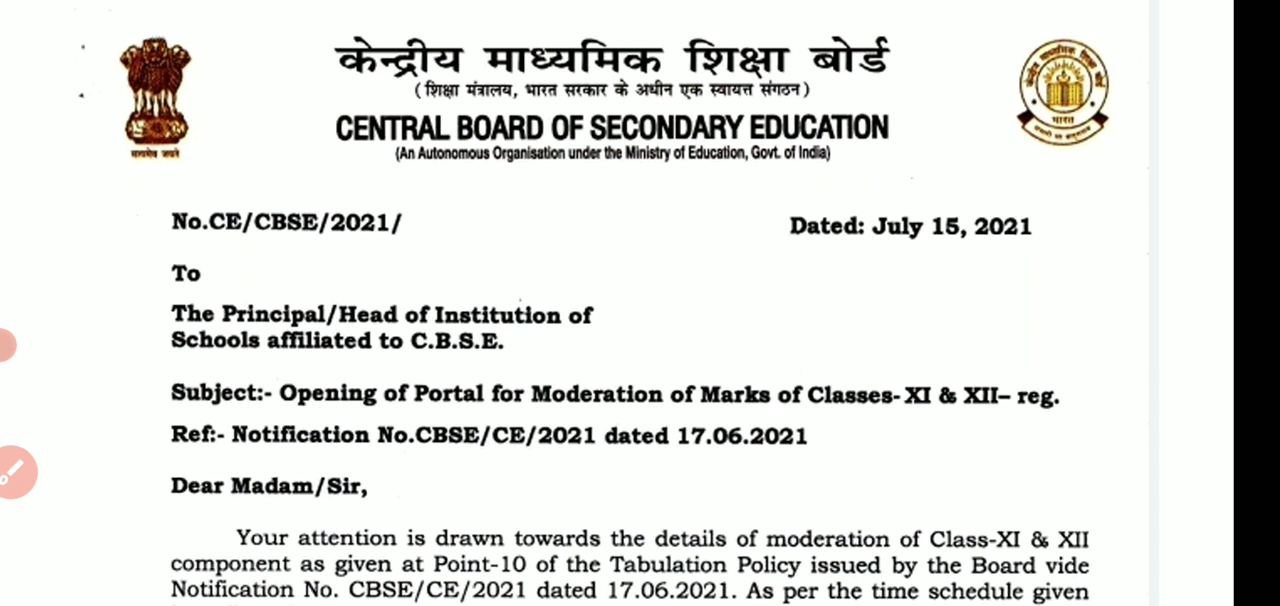 केन्द्रीय माध्यमिक शिक्षा बोर्ड
(शिक्षा मंत्रालय, भारत सरकार के अधीन एक स्वायत्त संगठन)
CENTRAL BOARD OF SECONDARY EDUCATION
(An Autonomous Organisation under the Ministry of Education, Govt. of India)
सत्यमेव जयते
भारत
No.CE/CBSE/2021/ Dated: July 15, 2021
To
The Principal/Head of Institution of
Schools affiliated to C.B.S.E.
Subject:- Opening of Portal for Moderation of Marks of Classes-XI & XII– reg.
Ref:- Notification No.CBSE/CE/2021 dated 17.06.2021
Dear Madam/Sir,
Your attention is drawn towards the details of moderation of Class-XI & XII
component as given at Point-10 of the Tabulation Policy issued by the Board vide
Notification No. CBSE/CE/2021 dated 17.06.2021. As per the time schedule given